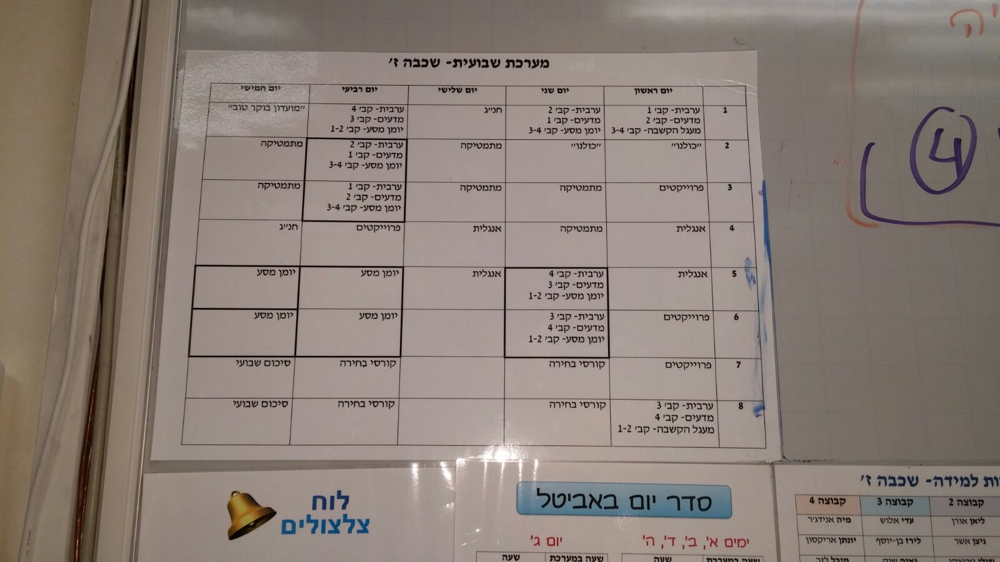 מערכת שבועית- שכבה ז'
יום ראשון יום שני יום שלישי יום רביעי יום חמישי
1
ערבית- קב' 1
מדעים- קב' 2
מעגל הקשבה- קב' 3-4
ערבית- קב' 2
מדעים- קב' 1
יומן מסע- קב' 3-4
חנ"ג
ערבית- קב' 4
מדעים- קב' 3
יומן מסע- קב' 1-2
"מועדון בוקר טוב"
2
"כולנו"
"כולנו"
מתמטיקה
ערבית- קב' 2
מדעים- קב' 1
יומן מסע- קב' 3-4
מתמטיקה
3
פרוייקטים
מתמטיקה
מתמטיקה
ערבית- קב' 1
מדעים- קב' 2
יומן מסע- קב' 3-4
מתמטיקה
4
אנגלית
מתמטיקה
אנגלית
פרוייקטים
חנ"ג
5
אנגלית
ערבית- קב' 4
מדעים- קב' 3
יומן מסע- קב' 1-2
אנגלית
יומן מסע
יומן מסע
6
פרוייקטים
ערבית- קב' 3
מדעים- קב' 4
יומן מסע- קב' 1-2
יומן מסע
יומן מסע
7
פרוייקטים
קורסי בחירה
קורסי בחירה
סיכום שבועי
8
ערבית- קב' 3
מדעים- קב' 4
מעגל הקשבה- קב' 1-2
קורסי בחירה
קורסי בחירה
סיכום שבועי
4
למידה- שכבה ז'
קבוצה 2 קבוצה 3 קבוצה 4
ליאן אורן עדי אלוש מיה אנידג'ר
ניצן אשר לירז בן-יוסף יונתן אריקסון
סדר יום באביטל
ימים א', ב', ד', ה'
שעה במערכת שעה
יום ג'
שעה במערכת שעה
לוח
צלצולים